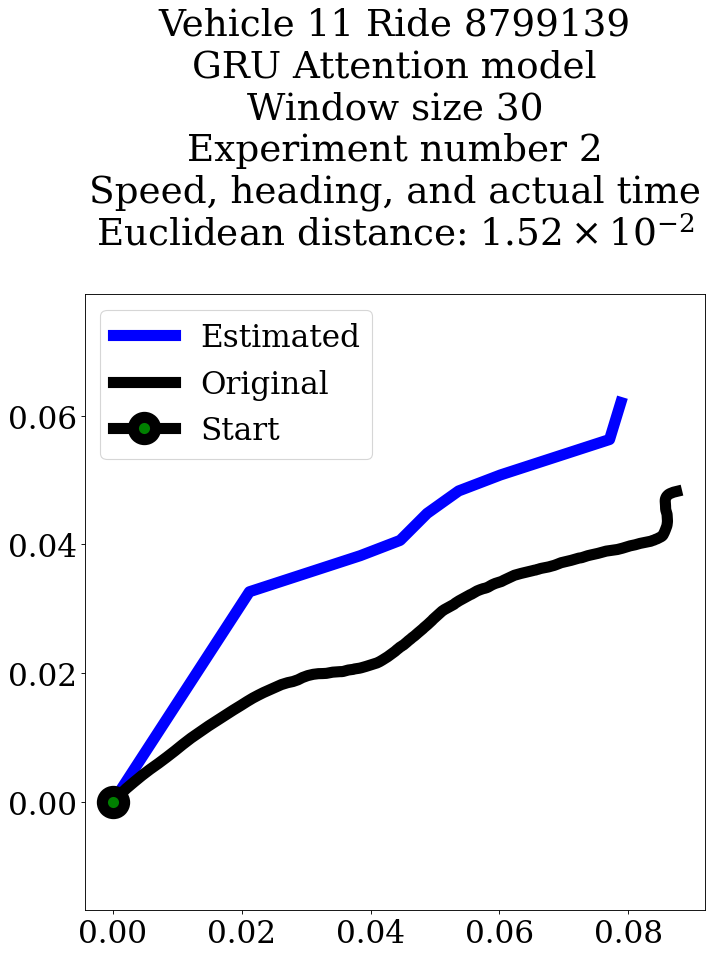 Vehicle 11 Ride 8799139
GRU Attention model
Window size 30
Experiment number 2
Speed, heading, and actual time
Euclidean distance: 1.52 × 10⁻²
Estimated
Original
Start
0.06
0.04
0.02
0.00
0.00 0.02 0.04 0.06 0.08